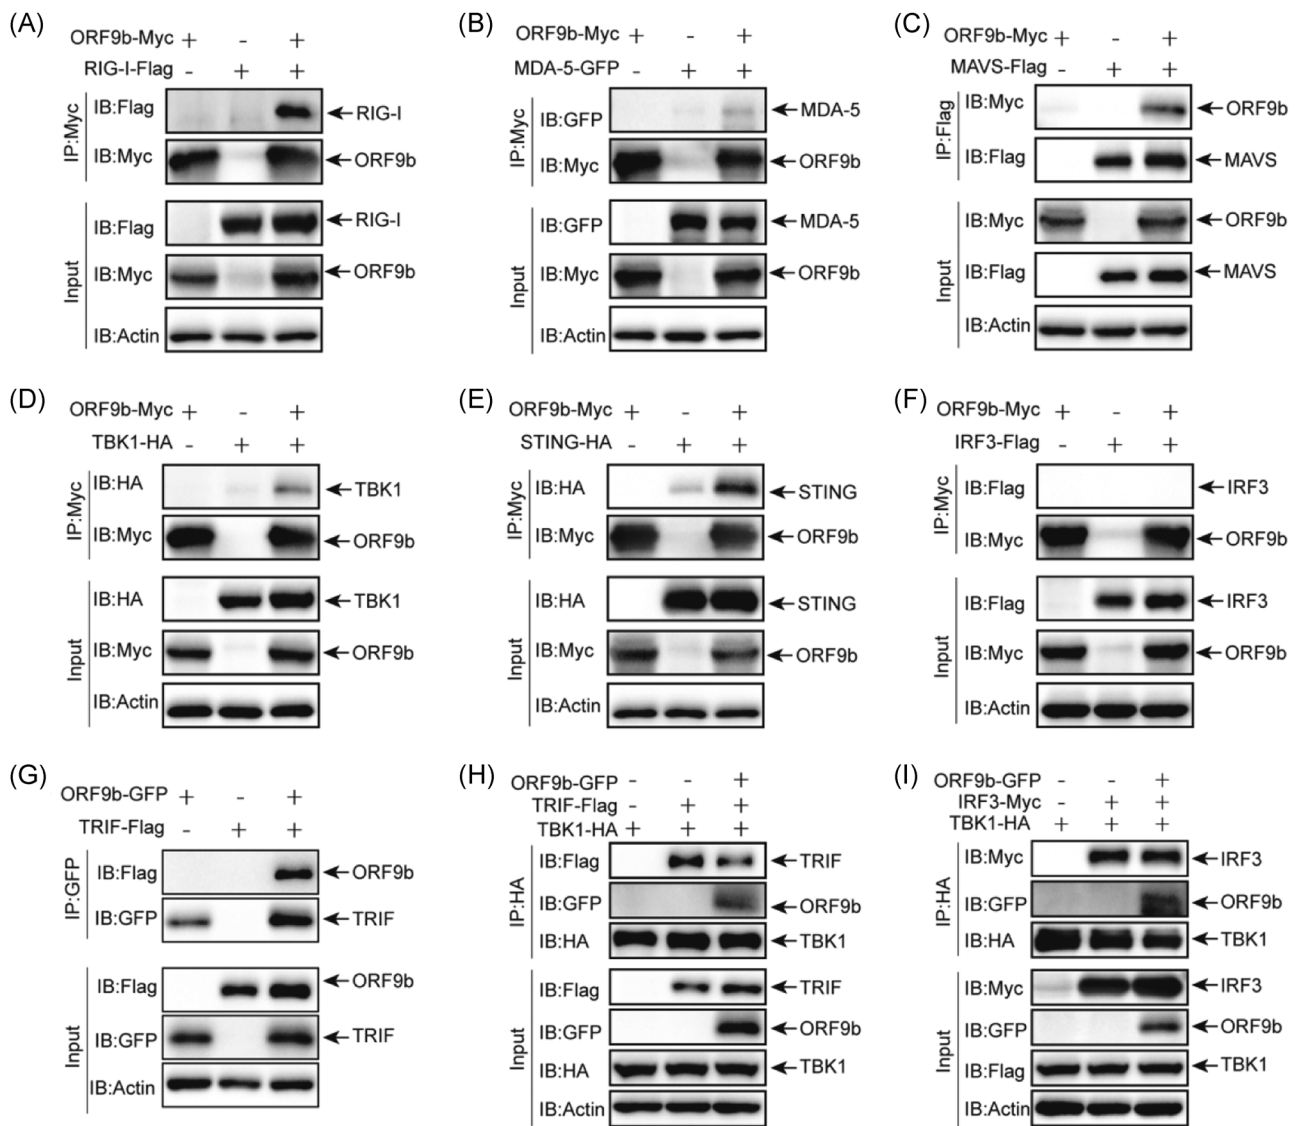 (A)
ORF9b-Myc + - +
RIG-I-Flag - + +
IP:Myc
IB:Flag RIG-I
IB:Myc ORF9b
Input
IB:Flag RIG-I
IB:Myc ORF9b
IB:Actin
(B)
ORF9b-Myc + - +
MDA-5-GFP - + +
IP:Myc
IB:GFP MDA-5
IB:Myc ORF9b
Input
IB:GFP MDA-5
IB:Myc ORF9b
IB:Actin
(C)
ORF9b-Myc + - +
MAVS-Flag - + +
IP:Flag
IB:Myc ORF9b
IB:Flag MAVS
Input
IB:Myc ORF9b
IB:Flag MAVS
IB:Actin
(D)
ORF9b-Myc + - +
TBK1-HA - + +
IP:Myc
IB:HA TBK1
IB:Myc ORF9b
Input
IB:HA TBK1
IB:Myc ORF9b
IB:Actin
(E)
ORF9b-Myc + - +
STING-HA - + +
IP:Myc
IB:HA STING
IB:Myc ORF9b
Input
IB:HA STING
IB:Myc ORF9b
IB:Actin
(F)
ORF9b-Myc + - +
IRF3-Flag - + +
IP:Myc
IB:Flag IRF3
IB:Myc ORF9b
Input
IB:Flag IRF3
IB:Myc ORF9b
IB:Actin
(G)
ORF9b-GFP + - +
TRIF-Flag - + +
IP:GFP
IB:Flag ORF9b
IB:GFP TRIF
Input
IB:Flag ORF9b
IB:GFP TRIF
IB:Actin
(H)
ORF9b-GFP - - +
TRIF-Flag - + +
TBK1-HA + + +
IP:HA
IB:Flag TRIF
IB:GFP ORF9b
IB:HA TBK1
Input
IB:Flag TRIF
IB:GFP ORF9b
IB:HA TBK1
IB:Actin
(I)
ORF9b-GFP - - +
IRF3-Myc - + +
TBK1-HA + + +
IP:HA
IB:Myc IRF3
IB:GFP ORF9b
IB:HA TBK1
Input
IB:Myc IRF3
IB:GFP ORF9b
IB:Flag TBK1
IB:Actin